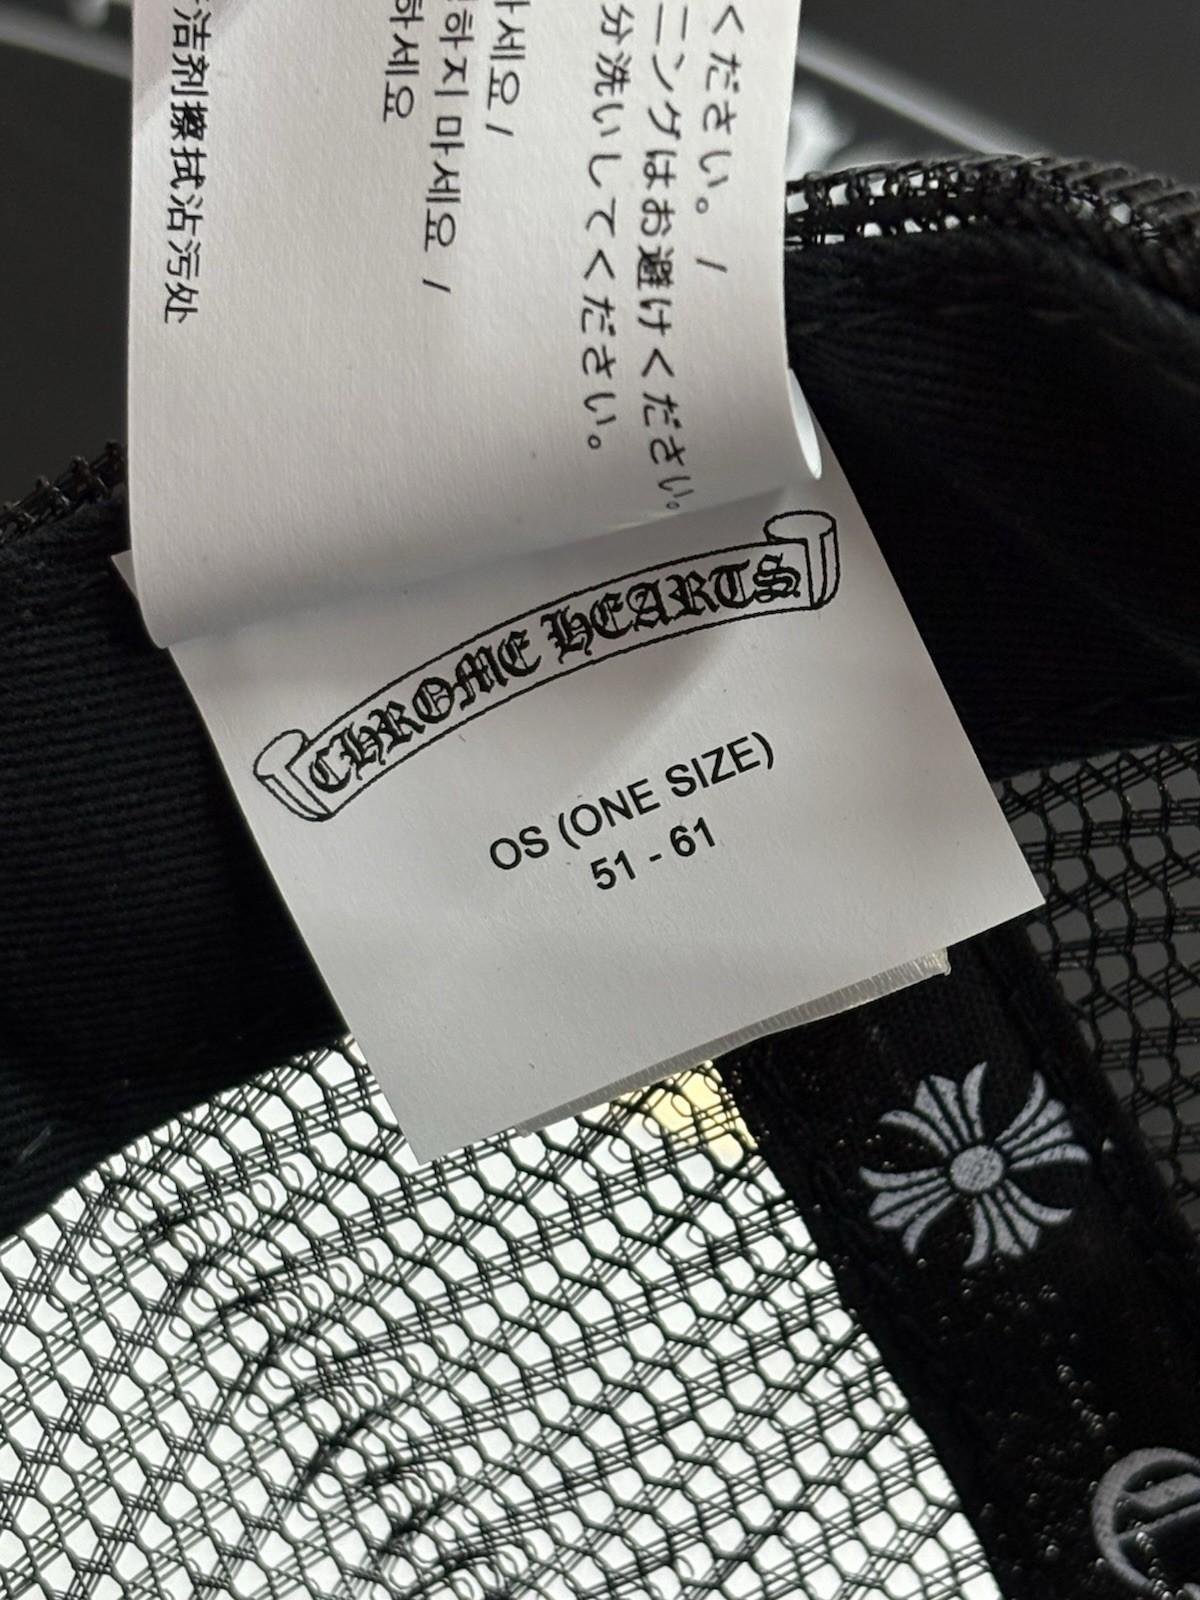 ください。/
ニングはお避けください。
分洗いしてください。
하세요 /
하지 마세요 /
하세요
洁剂擦拭沾污处
CHROME HEARTS
OS (ONE SIZE)
51 - 61